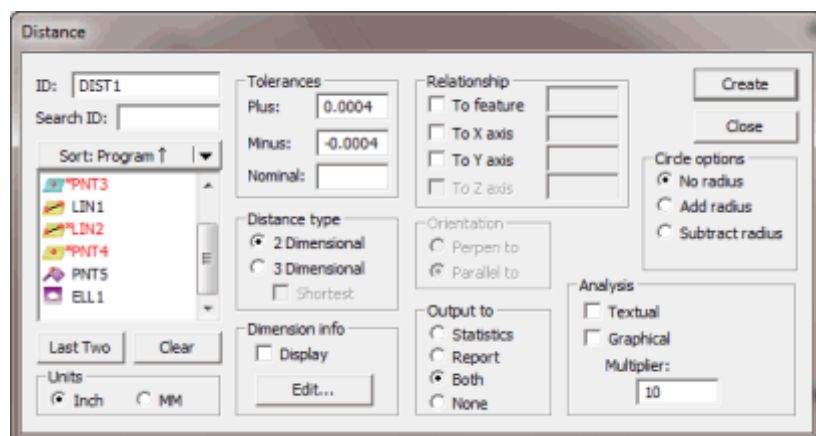 Distance
ID: DIST1
Search ID:
Sort: Program ↑
*PNT3
LIN1
*LIN2
*PNT4
PNT5
ELL1
Last Two Clear
Units
Inch MM
Tolerances
Plus: 0.0004
Minus: -0.0004
Nominal:
Distance type
2 Dimensional
3 Dimensional
Shortest
Dimension info
Display
Edit...
Relationship
To feature
To X axis
To Y axis
To Z axis
Orientation
Perpen to
Parallel to
Output to
Statistics
Report
Both
None
Create
Close
Circle options
No radius
Add radius
Subtract radius
Analysis
Textual
Graphical
Multiplier:
10